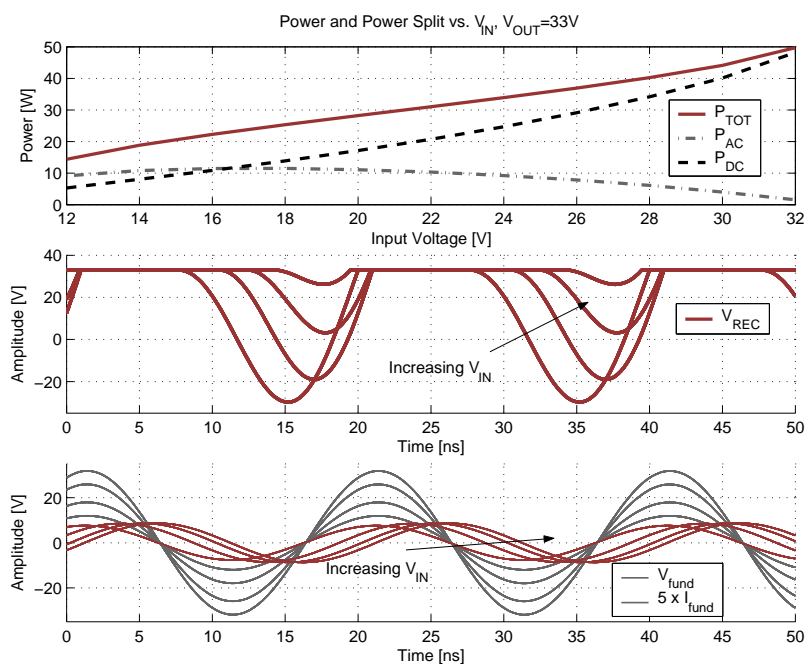 Power and Power Split vs. V_IN, V_OUT=33V
50
40
30
20
10
0
Power [W]
P_TOT
P_AC
P_DC
12 14 16 18 20 22 24 26 28 30 32
Input Voltage [V]
40
20
0
−20
Amplitude [V]
V_REC
Increasing V_IN
0 5 10 15 20 25 30 35 40 45 50
Time [ns]
20
0
−20
Amplitude [V]
Increasing V_IN
V_fund
5 x I_fund
0 5 10 15 20 25 30 35 40 45 50
Time [ns]